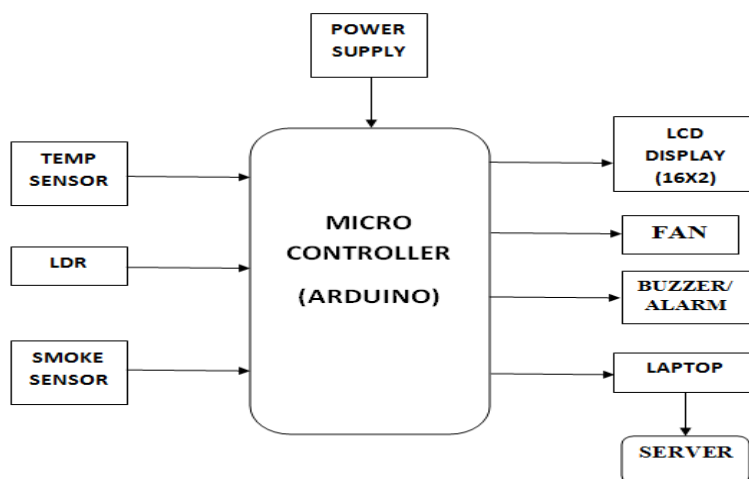 POWER
SUPPLY
TEMP
SENSOR
LDR
SMOKE
SENSOR
MICRO
CONTROLLER
(ARDUINO)
LCD
DISPLAY
(16X2)
FAN
BUZZER/
ALARM
LAPTOP
SERVER